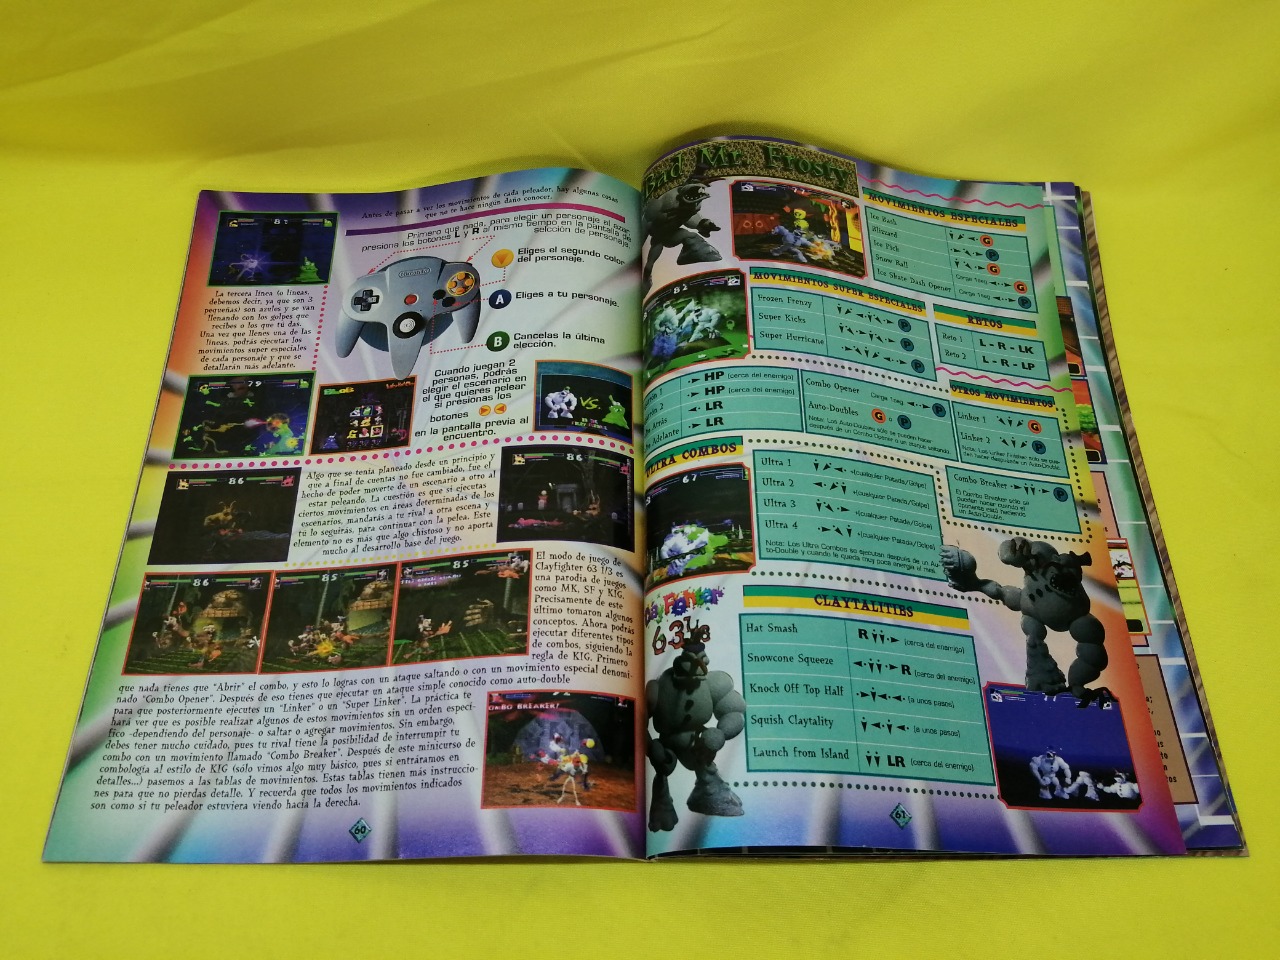 Antes de pasar a ver los movimientos de cada peleador, hay algunas cosas
que no te hace ningún daño conocer.
Primero que nada, para elegir un personaje al azar
presiona los botones L y R al mismo tiempo en la pantalla de
selección de personaje.
Eliges el segundo color
del personaje.
A
Eliges a tu personaje.
B
Cancelas la última
elección.
La tercera línea (o líneas,
debemos decir, ya que son 3
pequeñas) son azules y se van
llenando con los golpes que
recibes o los que tú das.
Una vez que llenes una de las
líneas, podrás ejecutar los
movimientos super especiales
de cada personaje y que se
detallarán más adelante.
Cuando juegan 2
personas, podrás
elegir el escenario en
el que quieres pelear
si presionas los
botones
en la pantalla previa al
encuentro.
79
BLOB
VS.
Algo que se tenía planeado desde un principio y
que a final de cuentas no fue cambiado, fue el
hecho de poder moverte de un escenario a otro al
estar peleando. La cuestión es que si ejecutas
ciertos movimientos en áreas determinadas de los
escenarios, mandarás a tu rival a otra escena y
tú lo seguirás, para continuar con la pelea. Este
elemento no es más que algo chistoso y no aporta
mucho al desarrollo base del juego.
86
86
86
85
84
El modo de juego de
Clayfighter 63 1/3 es
una parodia de juegos
como MK, SF y KIG.
Precisamente de este
último tomaron algunos
conceptos. Ahora podrás
ejecutar diferentes tipos
de combos, siguiendo la
regla de KIG. Primero
que nada tienes que "Abrir" el combo, y esto lo logras con un ataque saltando o con un movimiento especial denomi-
nado "Combo Opener". Después de eso tienes que ejecutar un ataque simple conocido como auto-double
para que posteriormente ejecutes un "Linker" o un "Super Linker". La práctica te
hará ver que es posible realizar algunos de estos movimientos sin un orden especí-
fico -dependiendo del personaje- o saltar o agregar movimientos. Sin embargo,
debes tener mucho cuidado, pues tu rival tiene la posibilidad de interrumpir tu
combo con un movimiento llamado "Combo Breaker". Después de este minicurso de
combología al estilo de KIG (sólo vimos algo muy básico, pues si entráramos en
detalles...) pasemos a las tablas de movimientos. Estas tablas tienen más instruccio-
nes para que no pierdas detalle. Y recuerda que todos los movimientos indicados
son como si tu peleador estuviera viendo hacia la derecha.
COMBO BREAKER!
60
Bad Mr. Frosty
MOVIMIENTOS ESPECIALES
Ice Bash
Blizzard
Ice Pick
Snow Ball
Ice Skate Dash Opener
G
P
G
Carga 1seg G
Carga 1seg P
MOVIMIENTOS SUPER ESPECIALES
Frozen Frenzy P
Super Kicks P
Super Hurricane P
RETOS
Reto 1 L - R - LK
Reto 2 L - R - LP
HP (cerca del enemigo)
HP (cerca del enemigo)
Atrás LR
Adelante LR
Combo Opener Carga 1seg P
Auto-Doubles G P
Nota: Los Auto-Doubles sólo se pueden hacer
después de un Combo Opener o un ataque saltando.
OTROS MOVIMIENTOS
Linker 1 G
Linker 2 P
ULTRA COMBOS
67
Ultra 1 +(cualquier Patada/Golpe)
Ultra 2 +(cualquier Patada/Golpe)
Ultra 3 +(cualquier Patada/Golpe)
Ultra 4 +(cualquier Patada/Golpe)
Nota: Los Ultra Combos se ejecutan después de un Au-
to-Double y cuando le queda muy poca energía al rival.
Combo Breaker P
El Combo Breaker sólo se
pueden hacer cuando el
oponente está haciendo
un Auto-Double.
63 1/3
CLAYTALITIES
Hat Smash R (cerca del enemigo)
Snowcone Squeeze R (cerca del enemigo)
Knock Off Top Half (a unos pasos)
Squish Claytality (a unos pasos)
Launch from Island LR (cerca del enemigo)
61